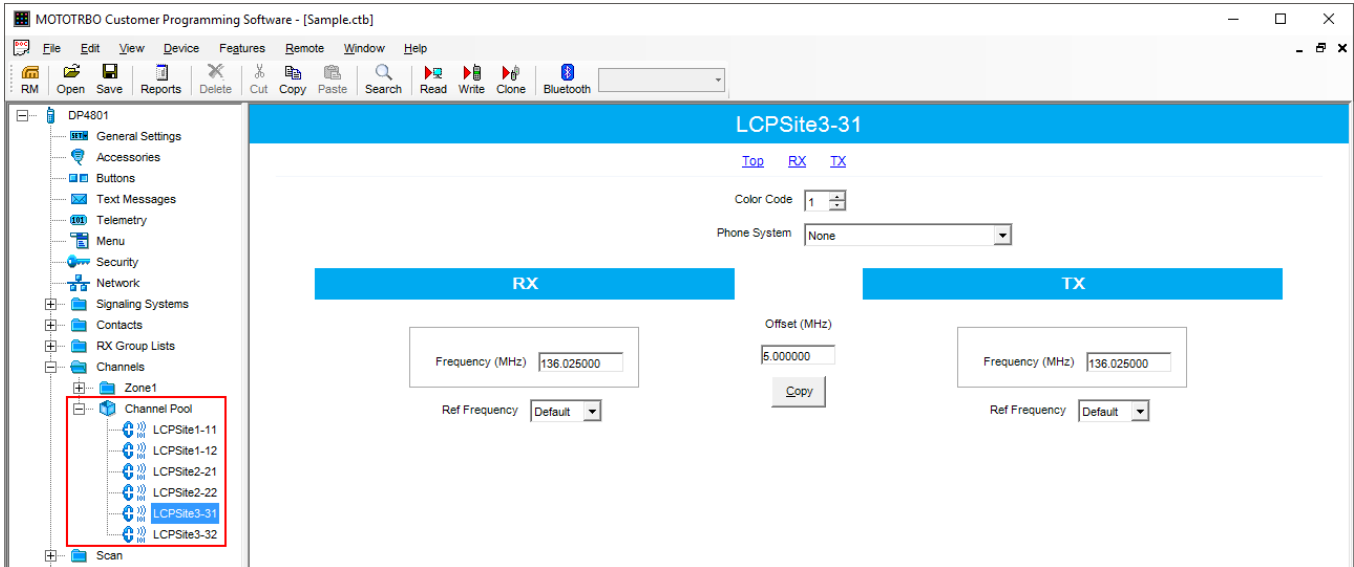 MOTOTRBO Customer Programming Software - [Sample.ctb]
File Edit View Device Features Remote Window Help
RM Open Save Reports Delete Cut Copy Paste Search Read Write Clone Bluetooth
DP4801
General Settings
Accessories
Buttons
Text Messages
Telemetry
Menu
Security
Network
Signaling Systems
Contacts
RX Group Lists
Channels
Zone1
Channel Pool
LCPSite1-11
LCPSite1-12
LCPSite2-21
LCPSite2-22
LCPSite3-31
LCPSite3-32
Scan
LCPSite3-31
Top RX TX
Color Code 1
Phone System None
RX
Frequency (MHz) 136.025000
Ref Frequency Default
Offset (MHz)
5.000000
Copy
TX
Frequency (MHz) 136.025000
Ref Frequency Default